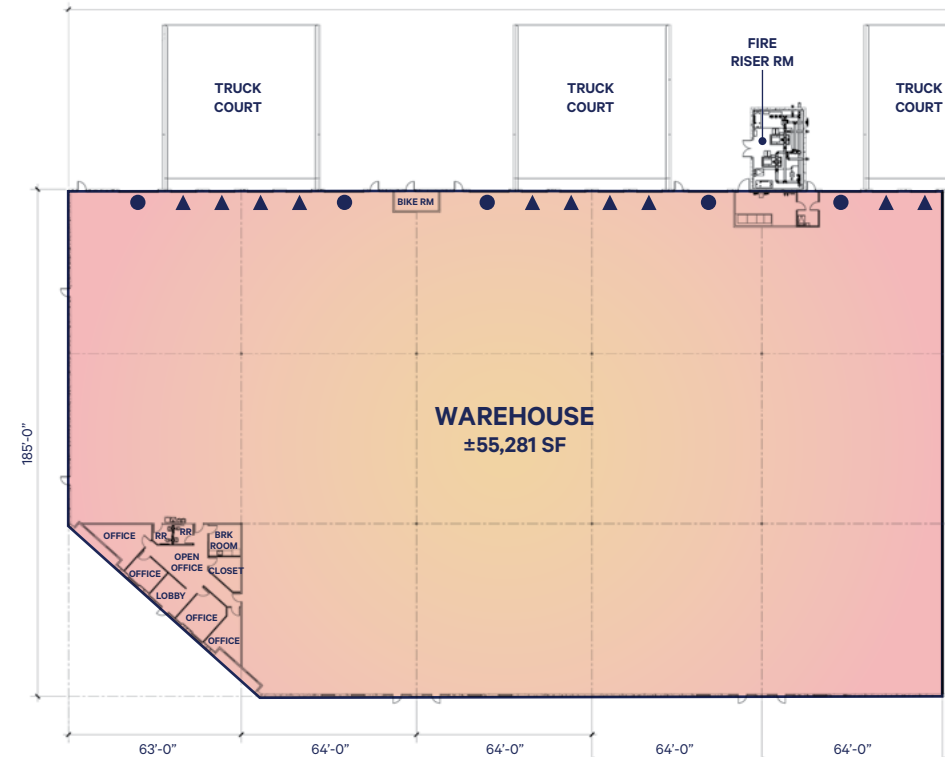 FIRE
RISER RM
TRUCK
COURT
TRUCK
COURT
TRUCK
COURT
BIKE RM
WAREHOUSE
±55,281 SF
185'-0”
OFFICE
RR
RR
BRK
ROOM
OPEN
OFFICE
CLOSET
OFFICE
LOBBY
OFFICE
OFFICE
63'-0”
64'-0”
64'-0”
64'-0”
64'-0”